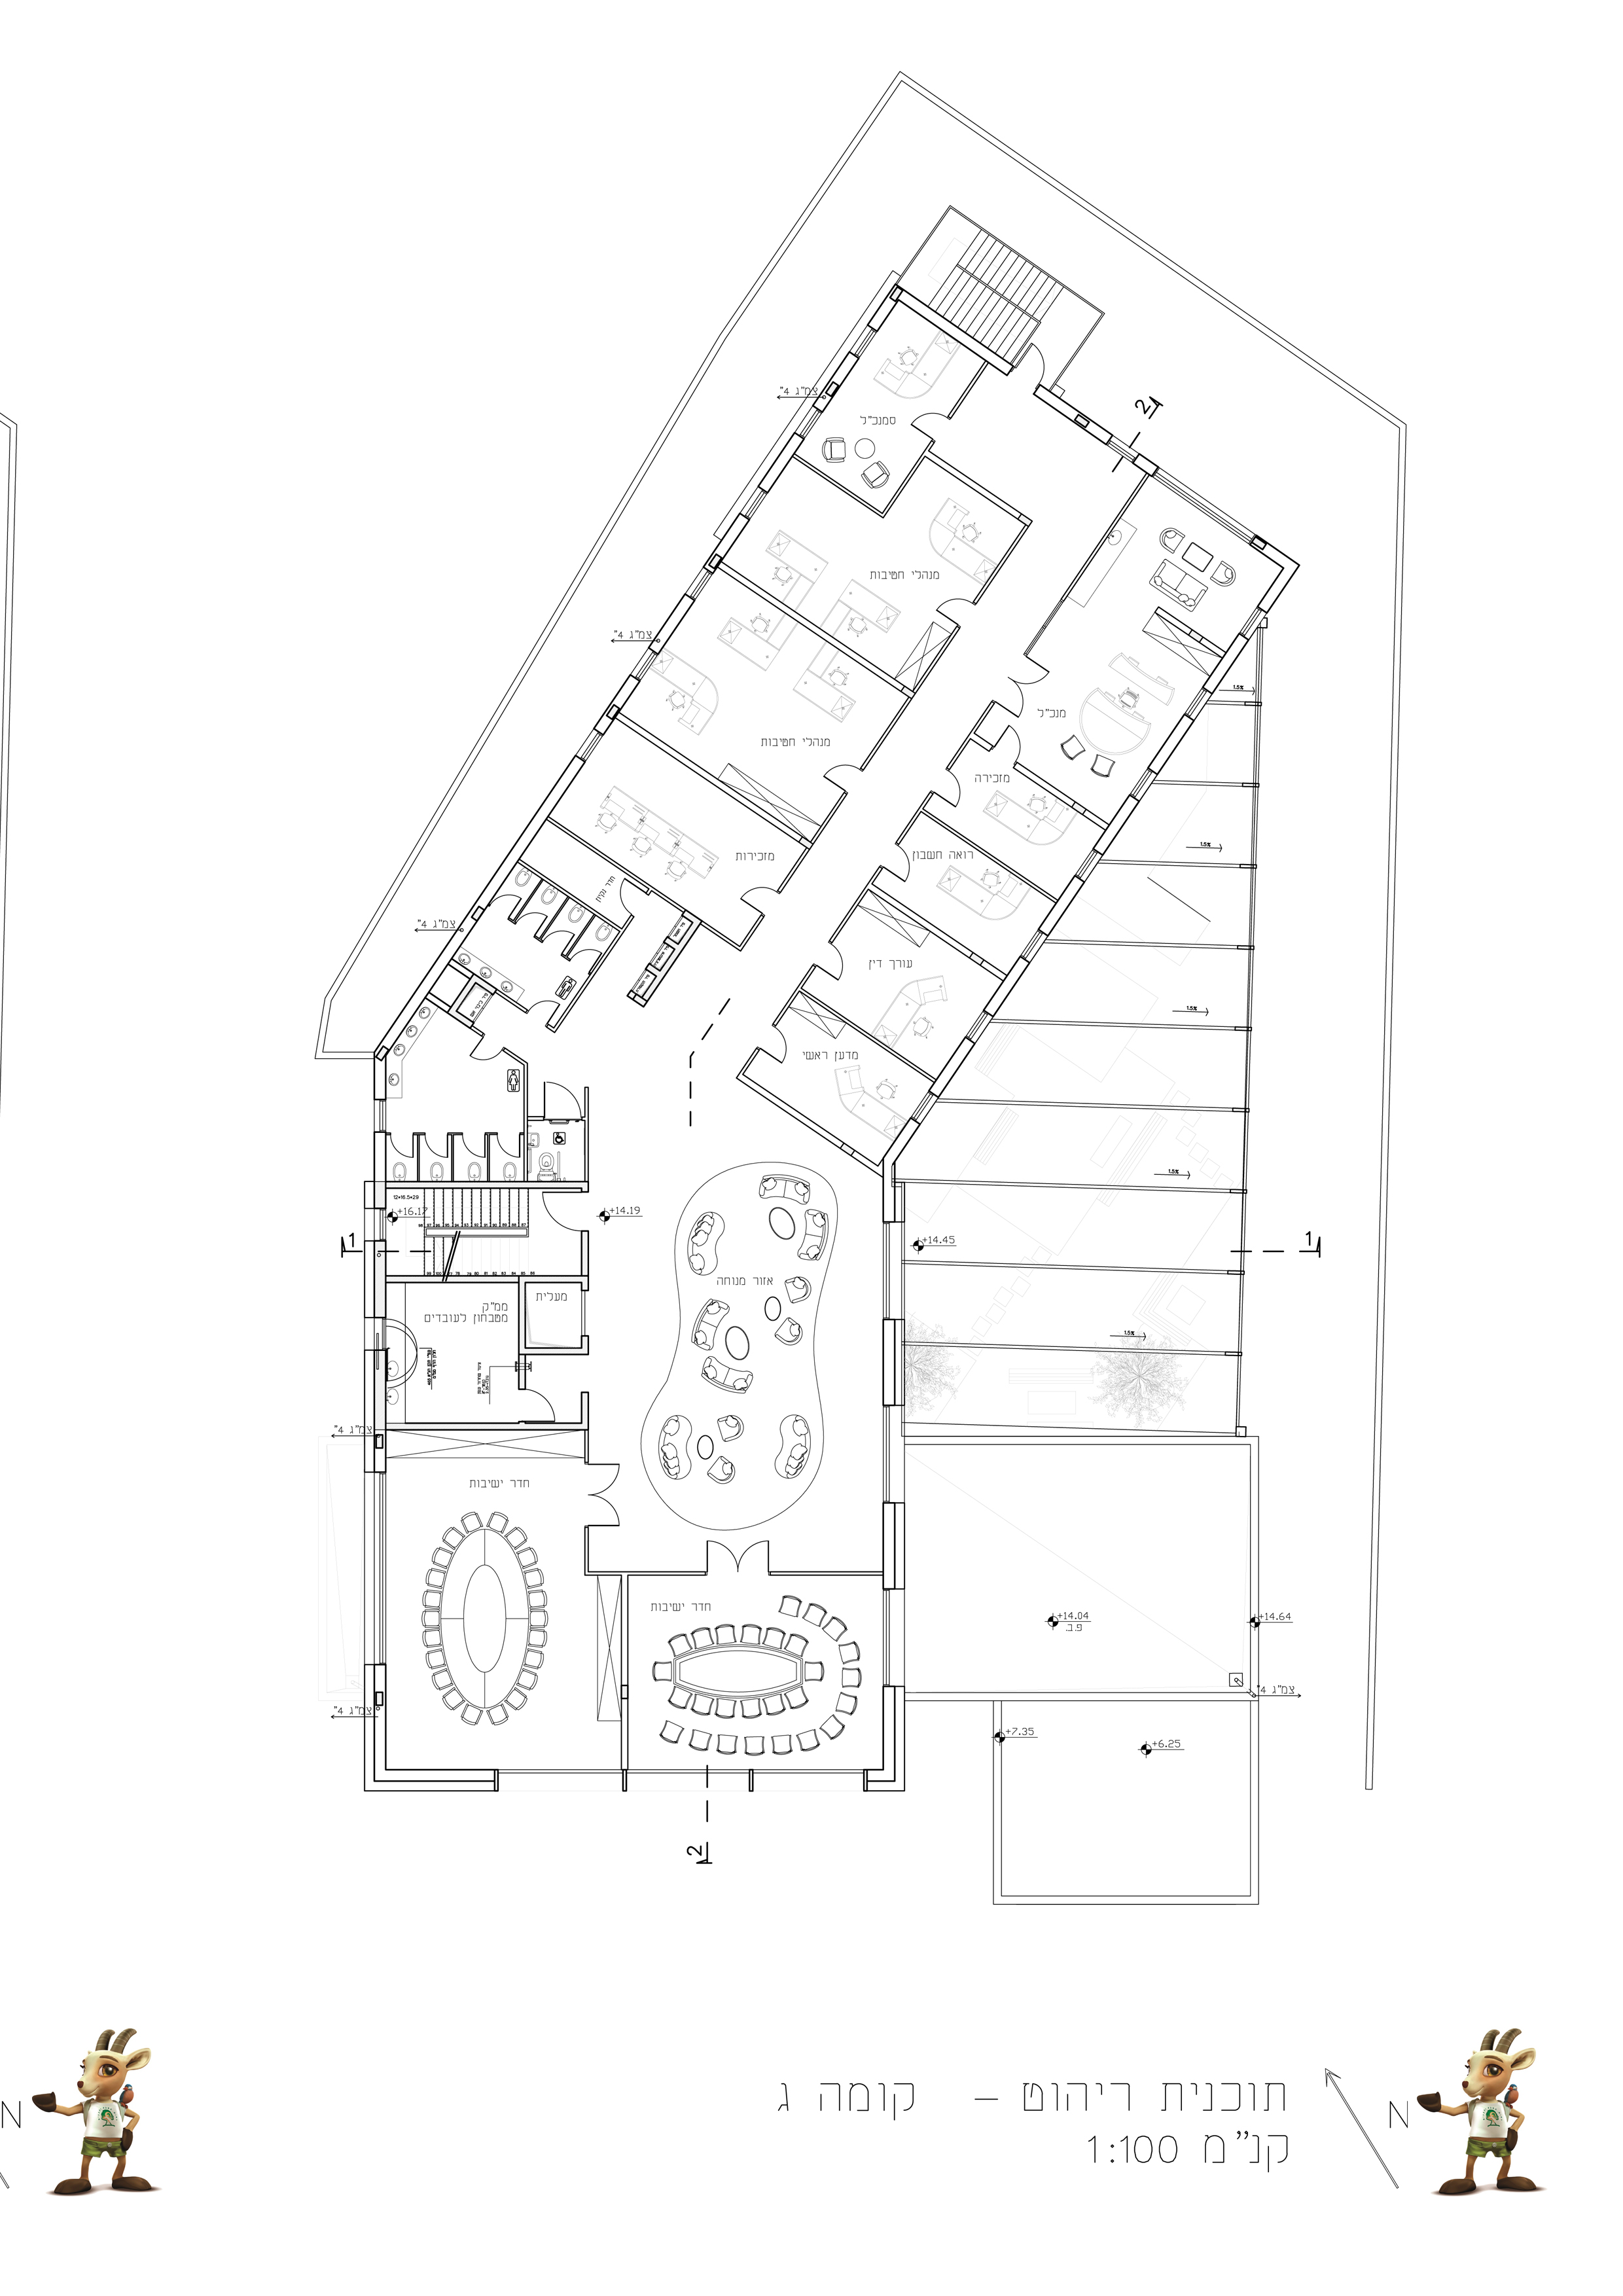 2
צמ"ג 4"
סמנכ"ל
מנהלי חטיבות
צמ"ג 4"
1.5%
מנכ"ל
מנהלי חטיבות
מזכירה
1.5%
רואה חשבון
מזכירות
חדר נקיון
צמ"ג 4"
עורך דין
1.5%
מדען ראשי
1.5%
12*16.5*29
+16.17
+14.19
1
+14.45
1
אזור מנוחה
מעלית
ממ"ק
מטבחון לעובדים
1.5%
צמ"ג 4"
חדר ישיבות
חדר ישיבות
+14.04
פ.ב.
+14.64
צמ"ג 4"
צמ"ג 4"
+7.35
+6.25
2
תוכנית ריהוט – קומה ג
קנ"מ 1:100
N
N